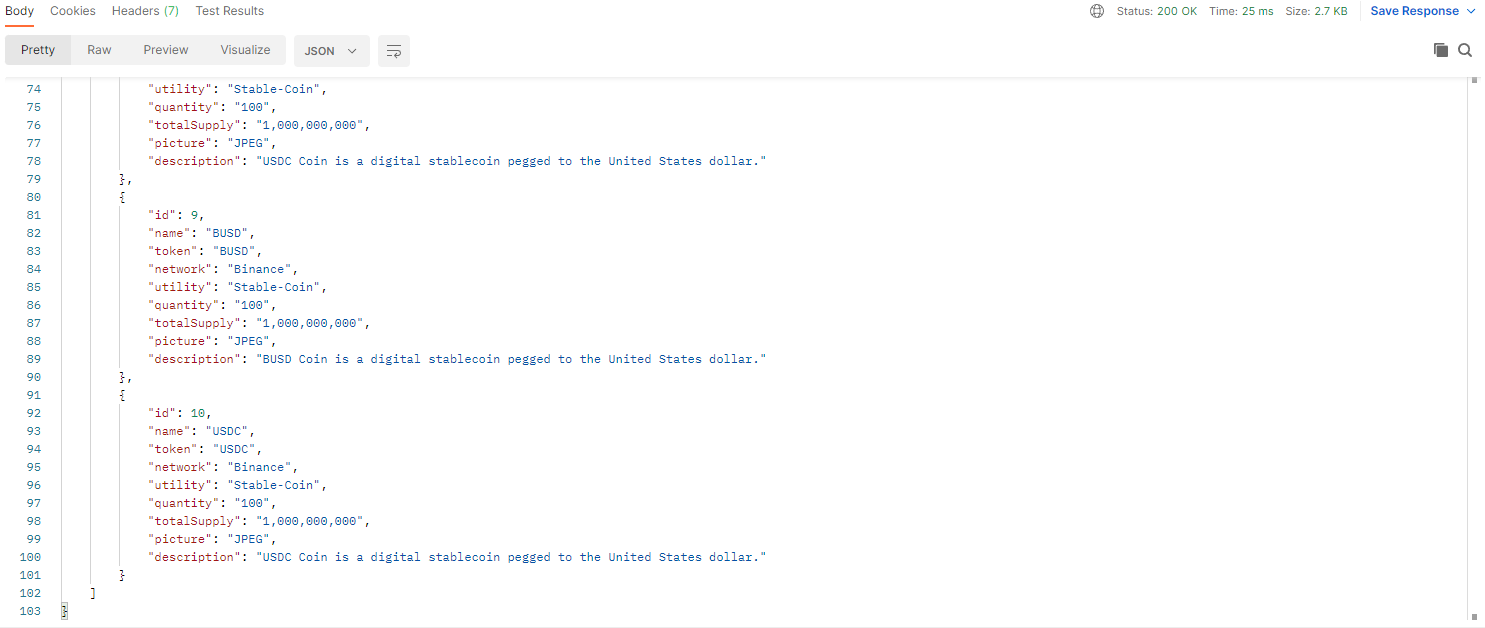 Body Cookies Headers (7) Test Results Status: 200 OK Time: 25 ms Size: 2.7 KB Save Response
Pretty Raw Preview Visualize JSON
74 "utility": "Stable-Coin",
75 "quantity": "100",
76 "totalSupply": "1,000,000,000",
77 "picture": "JPEG",
78 "description": "USDC Coin is a digital stablecoin pegged to the United States dollar."
79 },
80 {
81 "id": 9,
82 "name": "BUSD",
83 "token": "BUSD",
84 "network": "Binance",
85 "utility": "Stable-Coin",
86 "quantity": "100",
87 "totalSupply": "1,000,000,000",
88 "picture": "JPEG",
89 "description": "BUSD Coin is a digital stablecoin pegged to the United States dollar."
90 },
91 {
92 "id": 10,
93 "name": "USDC",
94 "token": "USDC",
95 "network": "Binance",
96 "utility": "Stable-Coin",
97 "quantity": "100",
98 "totalSupply": "1,000,000,000",
99 "picture": "JPEG",
100 "description": "USDC Coin is a digital stablecoin pegged to the United States dollar."
101 }
102 ]
103 }